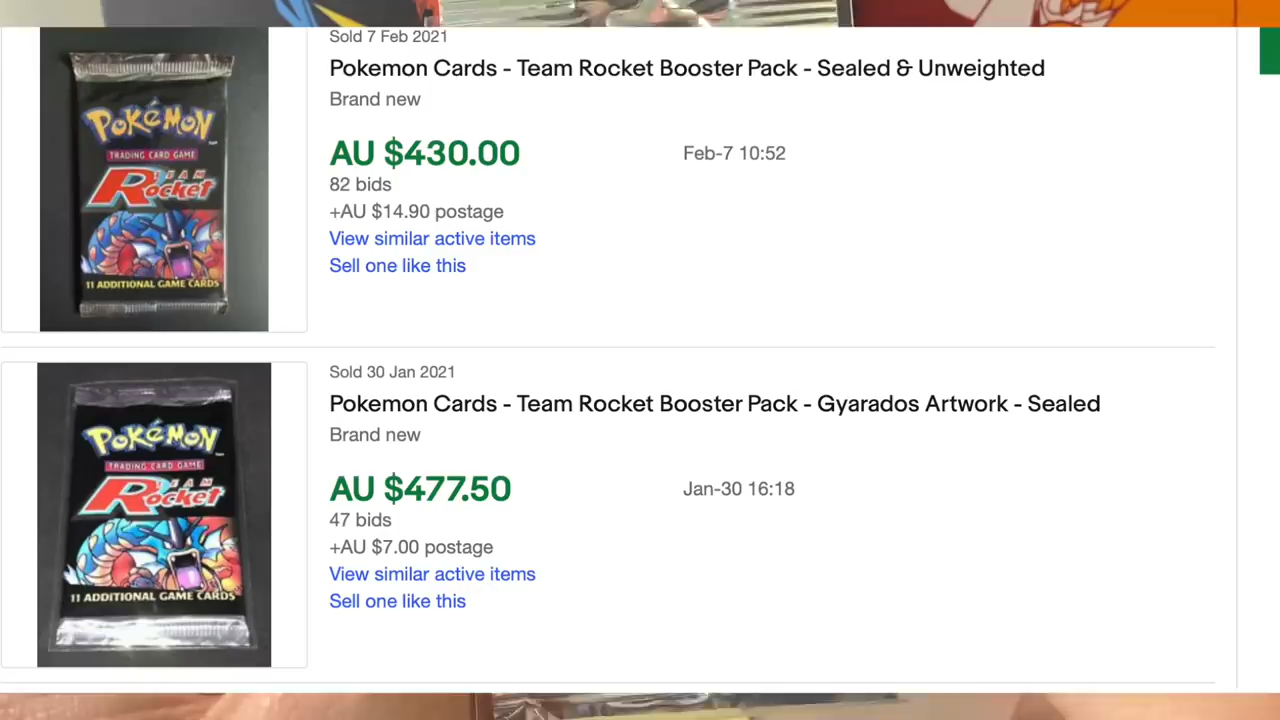 Sold 7 Feb 2021
Pokemon Cards - Team Rocket Booster Pack - Sealed & Unweighted
Brand new
AU $430.00
Feb-7 10:52
82 bids
+AU $14.90 postage
View similar active items
Sell one like this
POKéMON
TRADING CARD GAME
TEAM
ROCKET
11 ADDITIONAL GAME CARDS
Sold 30 Jan 2021
Pokemon Cards - Team Rocket Booster Pack - Gyarados Artwork - Sealed
Brand new
AU $477.50
Jan-30 16:18
47 bids
+AU $7.00 postage
View similar active items
Sell one like this
POKéMON
TRADING CARD GAME
TEAM
ROCKET
11 ADDITIONAL GAME CARDS